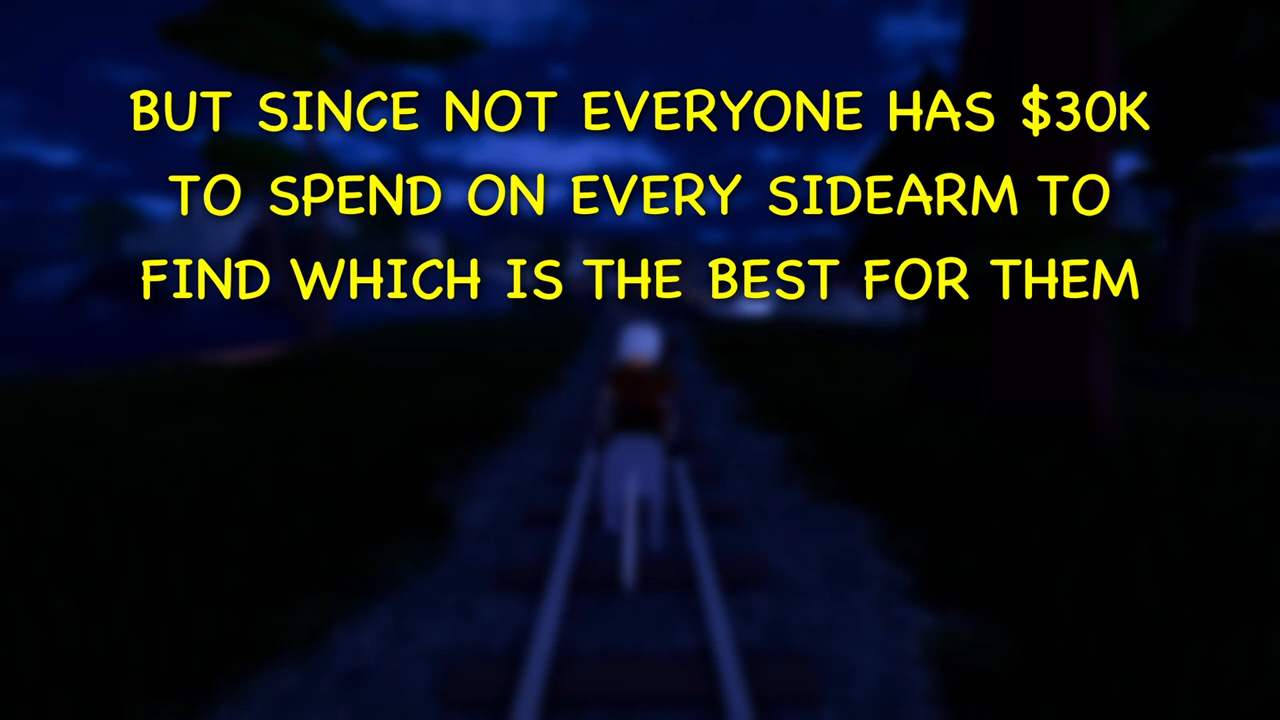 BUT SINCE NOT EVERYONE HAS $30K
TO SPEND ON EVERY SIDEARM TO
FIND WHICH IS THE BEST FOR THEM